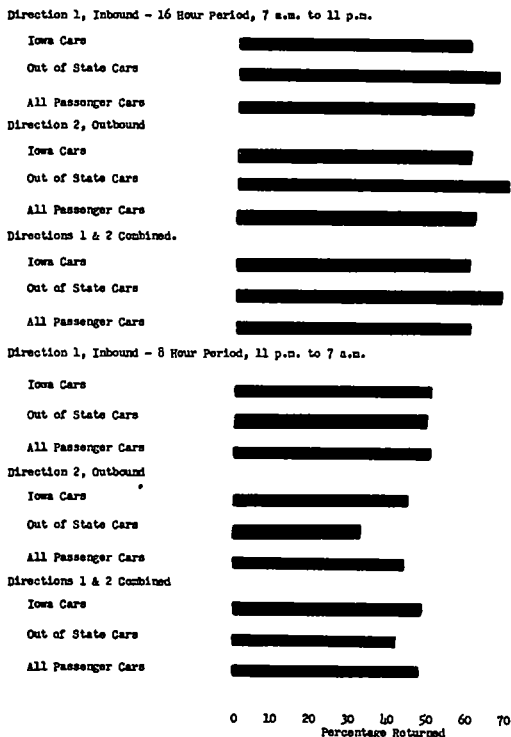 Direction 1, Inbound - 16 Hour Period, 7 a.m. to 11 p.m.
Iowa Cars
Out of State Cars
All Passenger Cars
Direction 2, Outbound
Iowa Cars
Out of State Cars
All Passenger Cars
Directions 1 & 2 Combined.
Iowa Cars
Out of State Cars
All Passenger Cars
Direction 1, Inbound - 8 Hour Period, 11 p.m. to 7 a.m.
Iowa Cars
Out of State Cars
All Passenger Cars
Direction 2, Outbound
Iowa Cars
Out of State Cars
All Passenger Cars
Directions 1 & 2 Combined
Iowa Cars
Out of State Cars
All Passenger Cars
0 10 20 30 40 50 60 70
Percentage Returned